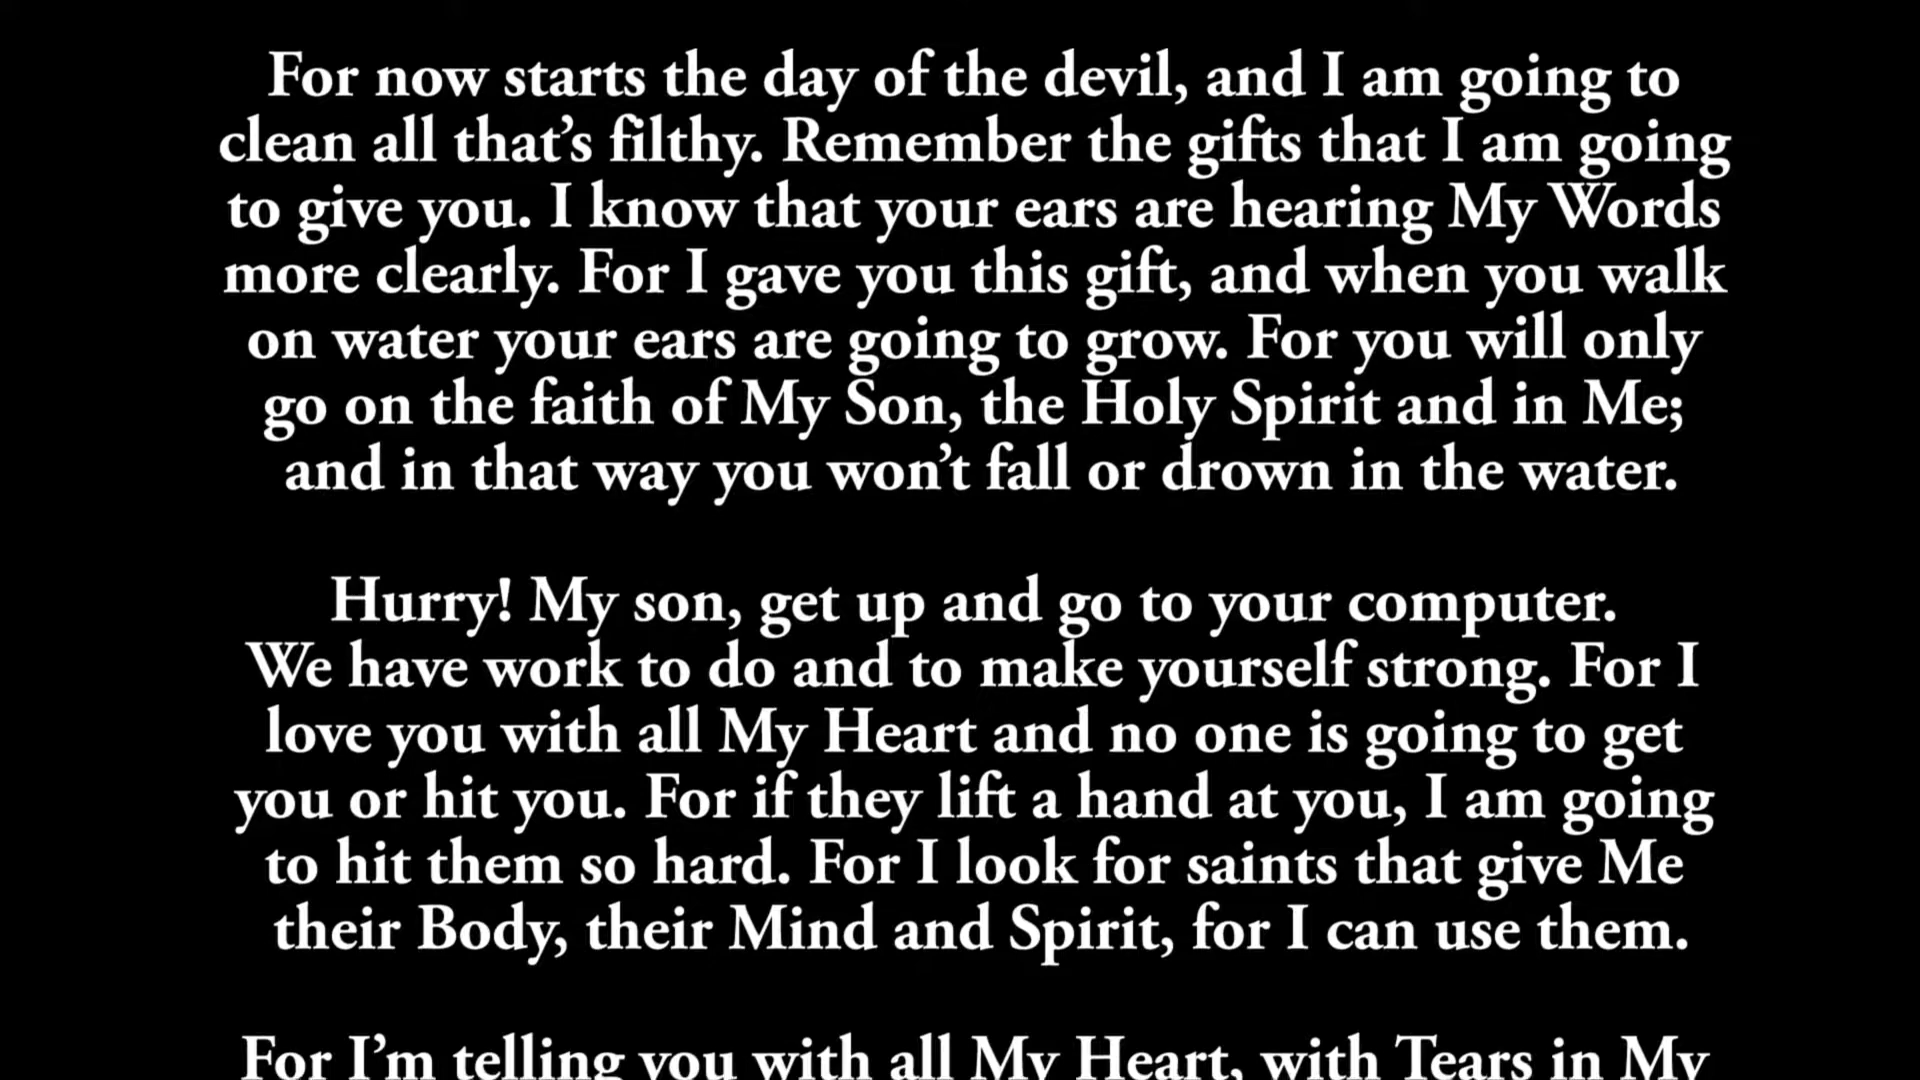 For now starts the day of the devil, and I am going to
clean all that’s filthy. Remember the gifts that I am going
to give you. I know that your ears are hearing My Words
more clearly. For I gave you this gift, and when you walk
on water your ears are going to grow. For you will only
go on the faith of My Son, the Holy Spirit and in Me;
and in that way you won’t fall or drown in the water.
Hurry! My son, get up and go to your computer.
We have work to do and to make yourself strong. For I
love you with all My Heart and no one is going to get
you or hit you. For if they lift a hand at you, I am going
to hit them so hard. For I look for saints that give Me
their Body, their Mind and Spirit, for I can use them.
For I’m telling you with all My Heart, with Tears in My